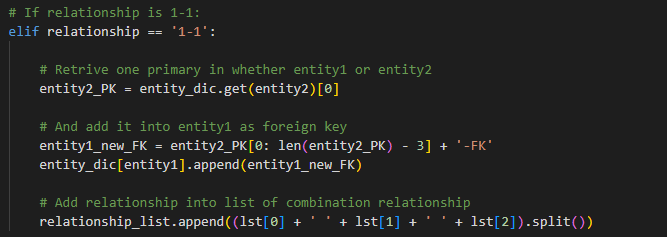 # If relationship is 1-1:
elif relationship == '1-1':
# Retrive one primary in whether entity1 or entity2
entity2_PK = entity_dic.get(entity2)[0]
# And add it into entity1 as foreign key
entity1_new_FK = entity2_PK[0: len(entity2_PK) - 3] + '-FK'
entity_dic[entity1].append(entity1_new_FK)
# Add relationship into list of combination relationship
relationship_list.append((lst[0] + ' ' + lst[1] + ' ' + lst[2]).split())